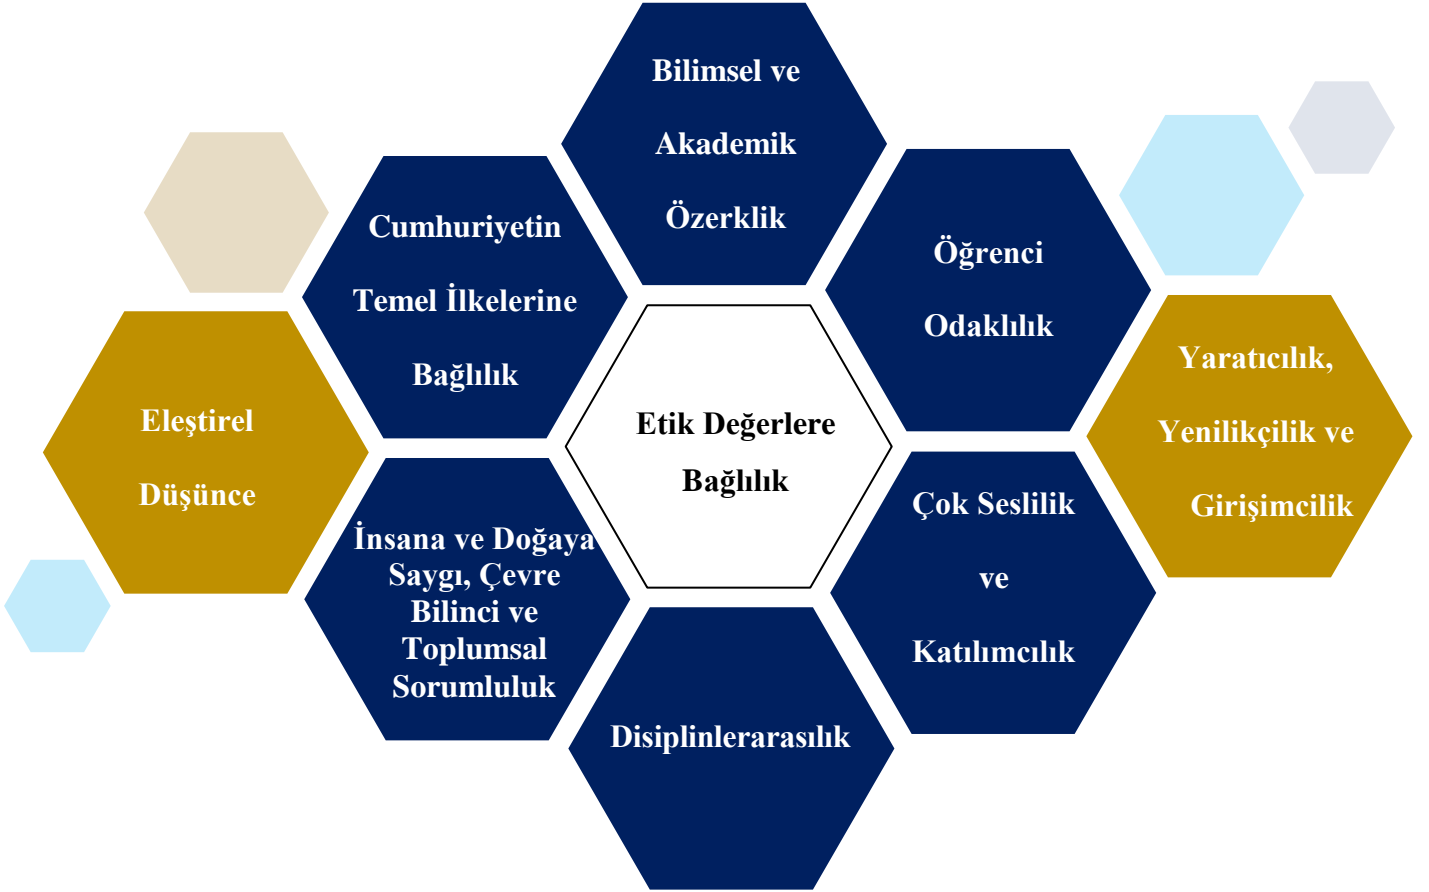 Bilimsel ve
Akademik
Özerklik
Cumhuriyetin
Temel İlkelerine
Bağlılık
Öğrenci
Odaklılık
Eleştirel
Düşünce
Etik Değerlere
Bağlılık
Yaratıcılık,
Yenilikçilik ve
Girişimcilik
İnsana ve Doğaya
Saygı, Çevre
Bilinci ve
Toplumsal
Sorumluluk
Çok Seslilik
ve
Katılımcılık
Disiplinlerarasılık